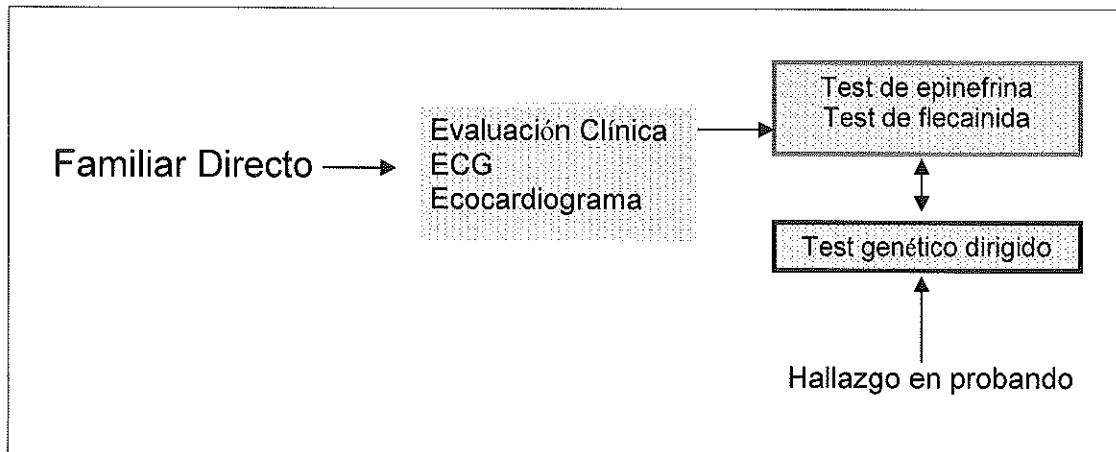 Familiar Directo
Evaluación Clínica
ECG
Ecocardiograma
Test de epinefrina
Test de flecainida
Test genético dirigido
Hallazgo en probando